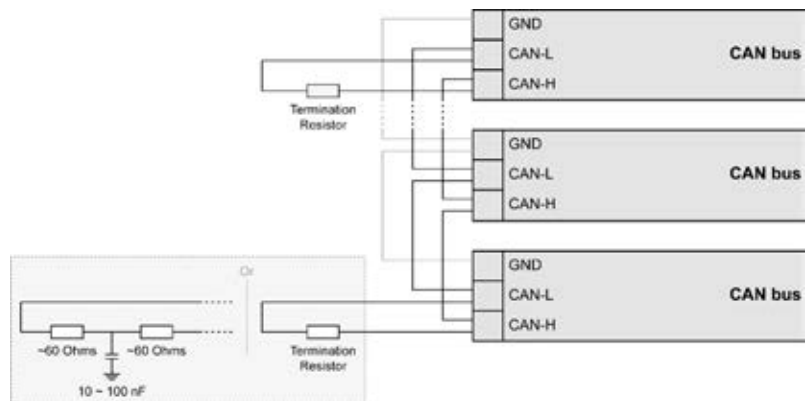 GND
CAN-L
CAN bus
CAN-H
Termination
Resistor
GND
CAN-L
CAN bus
CAN-H
GND
CAN-L
CAN bus
CAN-H
Or
~60 Ohms
~60 Ohms
10 ~ 100 nF
Termination
Resistor